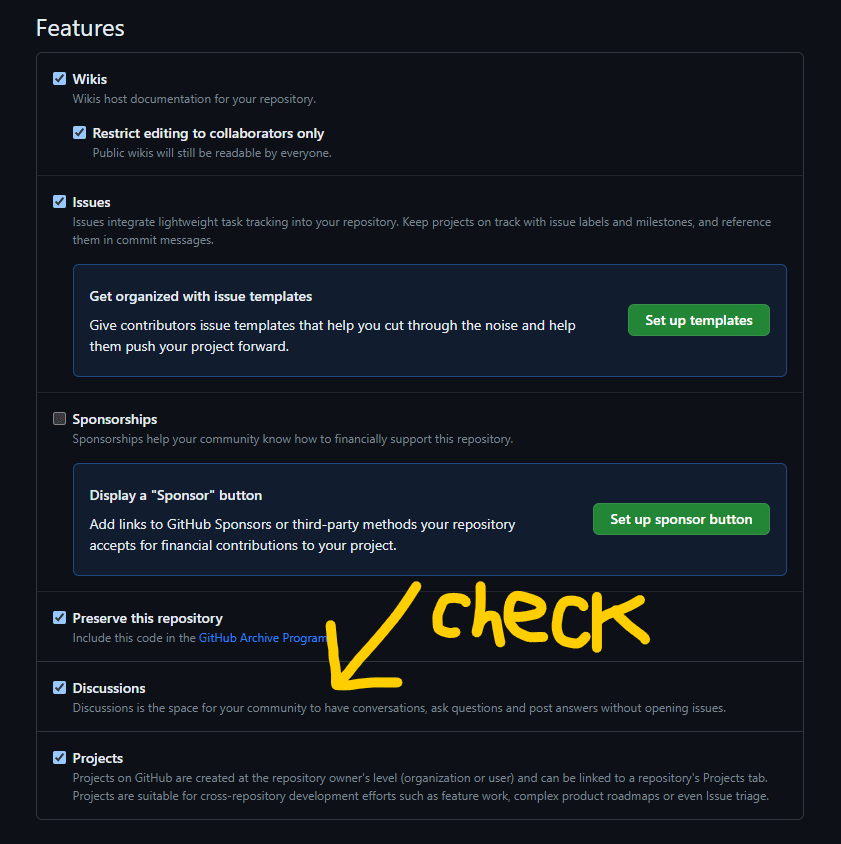 Features
Wikis
Wikis host documentation for your repository.
Restrict editing to collaborators only
Public wikis will still be readable by everyone.
Issues
Issues integrate lightweight task tracking into your repository. Keep projects on track with issue labels and milestones, and reference
them in commit messages.
Get organized with issue templates
Give contributors issue templates that help you cut through the noise and help
them push your project forward.
Set up templates
Sponsorships
Sponsorships help your community know how to financially support this repository.
Display a "Sponsor" button
Add links to GitHub Sponsors or third-party methods your repository
accepts for financial contributions to your project.
Set up sponsor button
Preserve this repository
Include this code in the GitHub Archive Program
check
Discussions
Discussions is the space for your community to have conversations, ask questions and post answers without opening issues.
Projects
Projects on GitHub are created at the repository owner's level (organization or user) and can be linked to a repository's Projects tab.
Projects are suitable for cross-repository development efforts such as feature work, complex product roadmaps or even Issue triage.